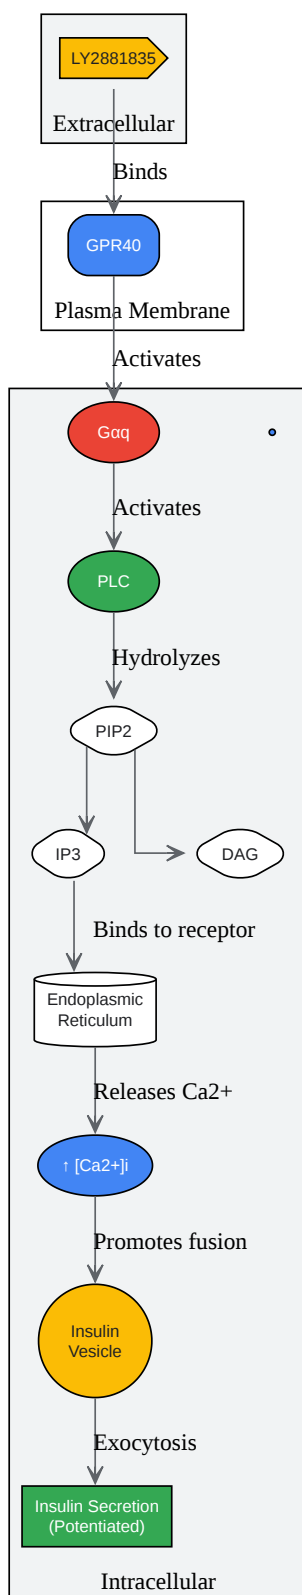 LY2881835
Extracellular
Binds
GPR40
Plasma Membrane
Activates
Gαq
Activates
PLC
Hydrolyzes
PIP2
IP3
DAG
Binds to receptor
Endoplasmic
Reticulum
Releases Ca2+
↑ [Ca2+]i
Promotes fusion
Insulin
Vesicle
Exocytosis
Insulin Secretion
(Potentiated)
Intracellular